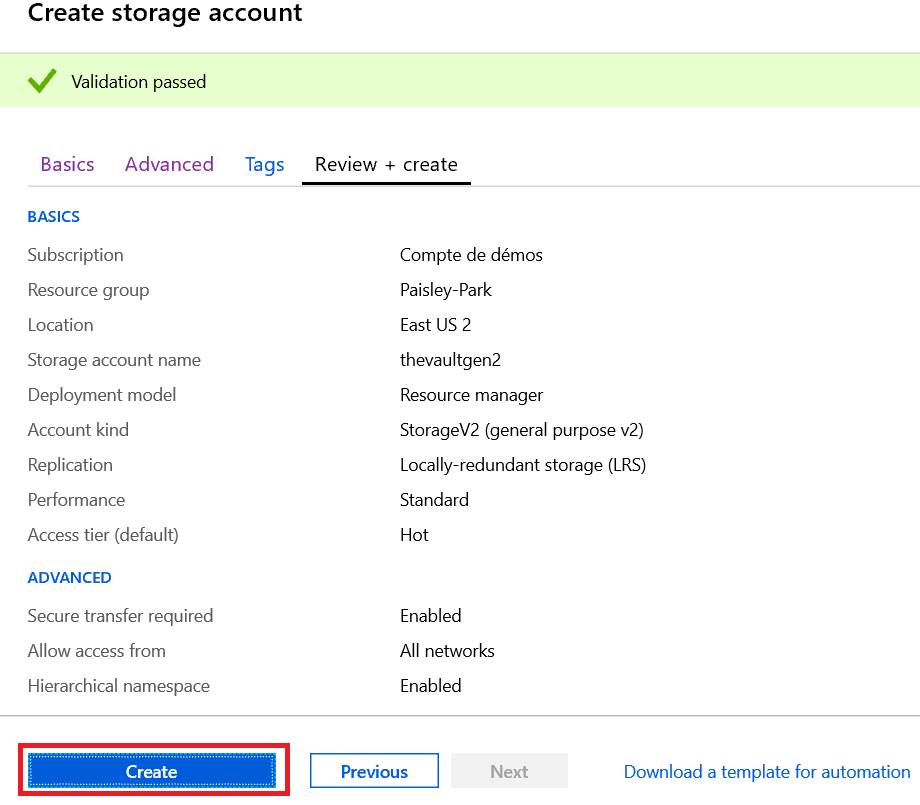 Create storage account
Validation passed
Basics Advanced Tags Review + create
BASICS
Subscription Compte de démos
Resource group Paisley-Park
Location East US 2
Storage account name thevaultgen2
Deployment model Resource manager
Account kind StorageV2 (general purpose v2)
Replication Locally-redundant storage (LRS)
Performance Standard
Access tier (default) Hot
ADVANCED
Secure transfer required Enabled
Allow access from All networks
Hierarchical namespace Enabled
Create Previous Next Download a template for automation